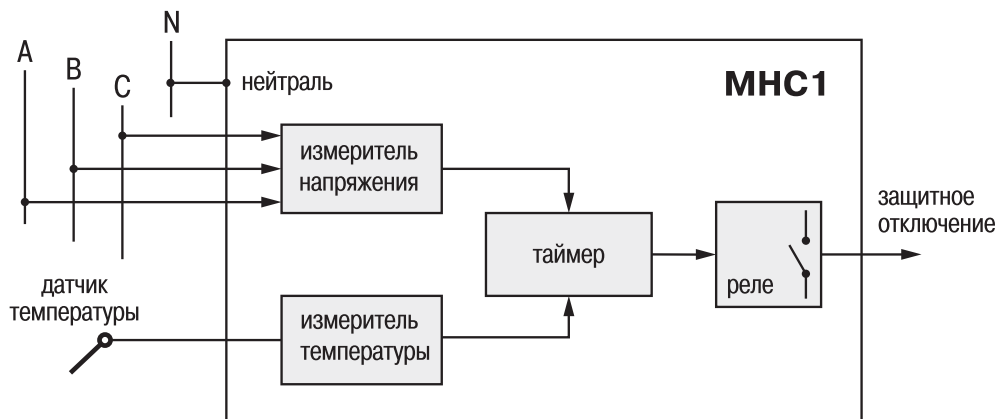 N
A
B
C
нейтраль
МНС1
измеритель
напряжения
защитное
отключение
таймер
реле
датчик
температуры
измеритель
температуры